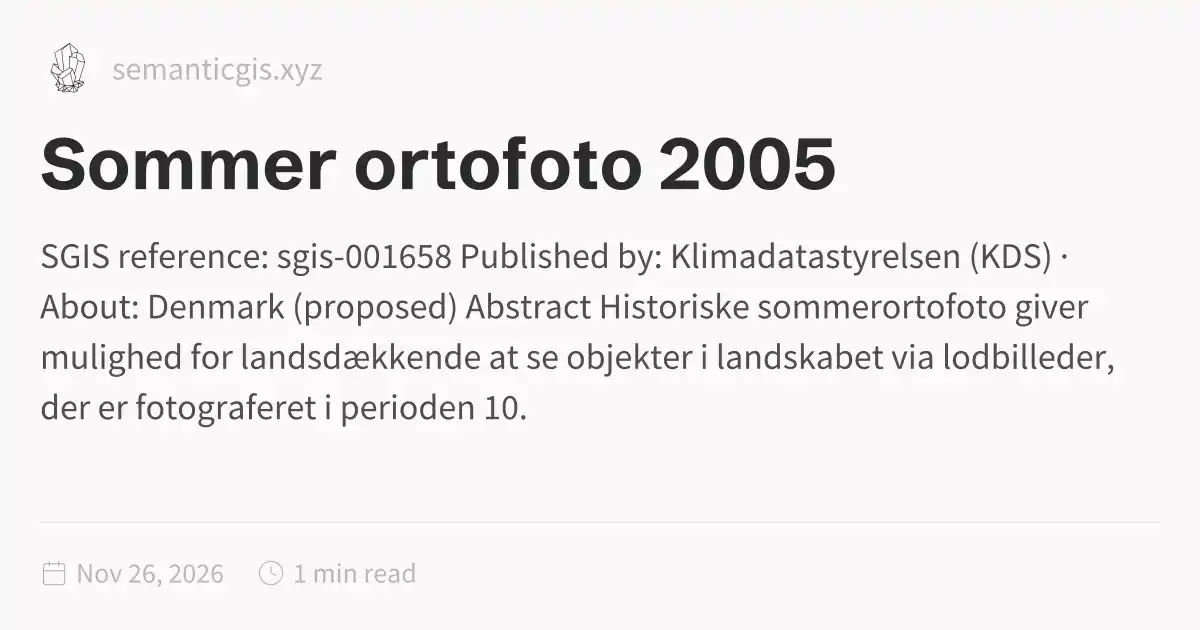 semanticgis.xyz
Sommer ortofoto 2005
SGIS reference: sgis-001658 Published by: Klimadatastyrelsen (KDS) ·
About: Denmark (proposed) Abstract Historiske sommerortofoto giver
mulighed for landsdækkende at se objekter i landskabet via lodbilleder,
der er fotograferet i perioden 10.
Nov 26, 2026 1 min read